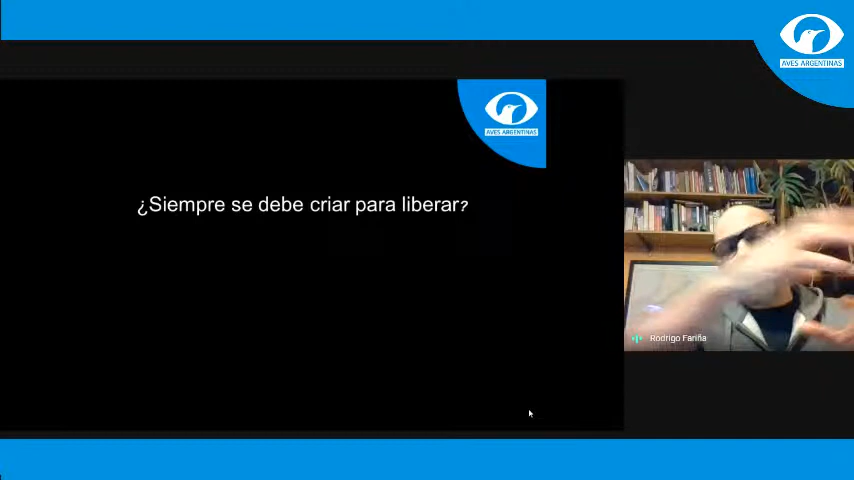 AVES ARGENTINAS
AVES ARGENTINAS
¿Siempre se debe criar para liberar?
Rodrigo Fariña